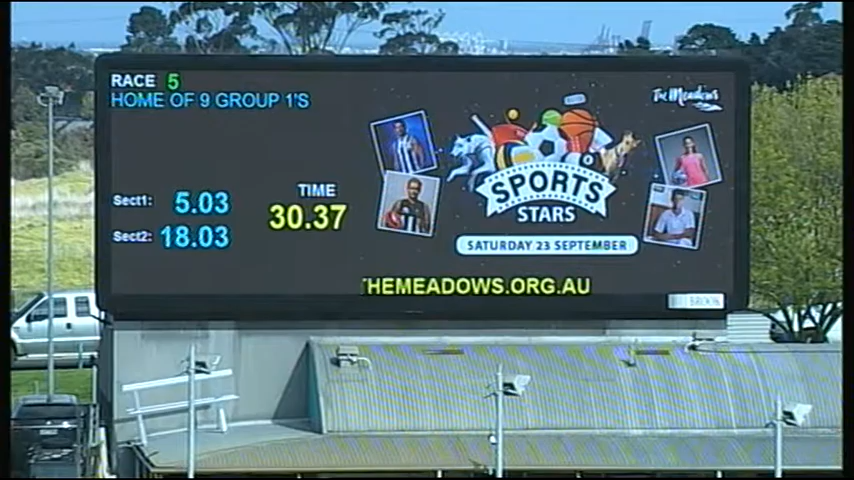 RACE 5
HOME OF 9 GROUP 1'S
The Meadows
Sect1: 5.03
Sect2: 18.03
TIME
30.37
SPORTS
STARS
SATURDAY 23 SEPTEMBER
THEMEADOWS.ORG.AU